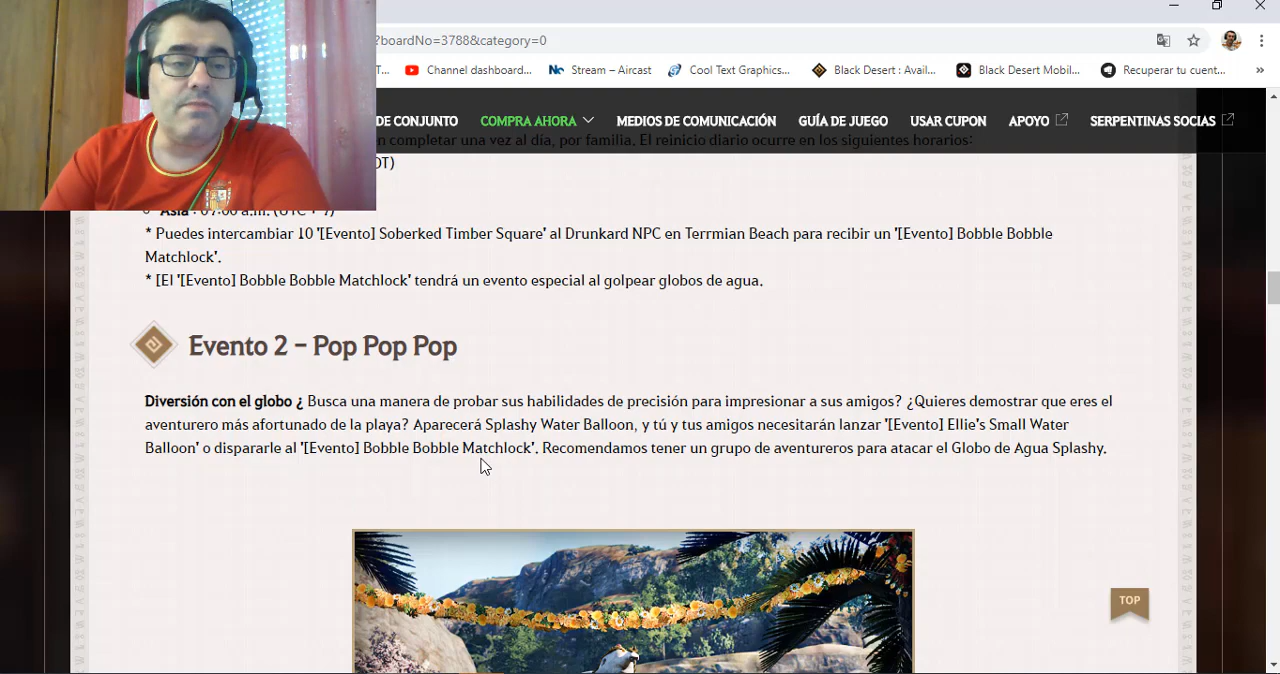 ?boardNo=3788&category=0
T... Channel dashboard... Stream – Aircast Cool Text Graphics... Black Desert : Avail... Black Desert Mobil... Recuperar tu cuent... »
DE CONJUNTO COMPRA AHORA MEDIOS DE COMUNICACIÓN GUÍA DE JUEGO USAR CUPON APOYO SERPENTINAS SOCIAS
completar una vez al día, por familia. El reinicio diario ocurre en los siguientes horarios:
DT)
Asia : 07:00 a.m. (UTC +
* Puedes intercambiar 10 '[Evento] Soberked Timber Square' al Drunkard NPC en Terrmian Beach para recibir un '[Evento] Bobble Bobble
Matchlock'.
* [El '[Evento] Bobble Bobble Matchlock' tendrá un evento especial al golpear globos de agua.
Evento 2 – Pop Pop Pop
Diversión con el globo ¿ Busca una manera de probar sus habilidades de precisión para impresionar a sus amigos? ¿Quieres demostrar que eres el
aventurero más afortunado de la playa? Aparecerá Splashy Water Balloon, y tú y tus amigos necesitarán lanzar '[Evento] Ellie's Small Water
Balloon' o dispararle al '[Evento] Bobble Bobble Matchlock'. Recomendamos tener un grupo de aventureros para atacar el Globo de Agua Splashy.
TOP